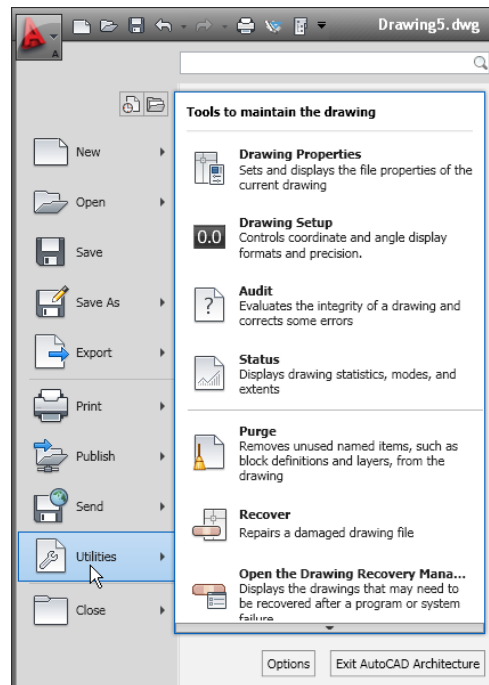 Drawing5.dwg
A
Tools to maintain the drawing
New
Open
Save
Save As
Export
Print
Publish
Send
Utilities
Close
Drawing Properties
Sets and displays the file properties of the
current drawing
0.0
Drawing Setup
Controls coordinate and angle display
formats and precision.
?
Audit
Evaluates the integrity of a drawing and
corrects some errors
Status
Displays drawing statistics, modes, and
extents
Purge
Removes unused named items, such as
block definitions and layers, from the
drawing
Recover
Repairs a damaged drawing file
Open the Drawing Recovery Mana...
Displays the drawings that may need to
be recovered after a program or system
failure
Options
Exit AutoCAD Architecture